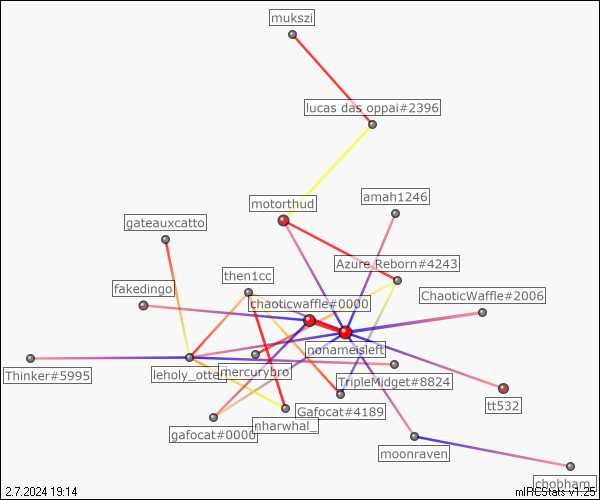 mukszi
lucas das oppai#2396
motorthud
amah1246
gateauxcatto
then1cc
Azure Reborn#4243
fakedingo
chaoticwaffle#0000
ChaoticWaffle#2006
nonameisleft
Thinker#5995
leholy_otter
mercurybrol
TripleMidget#8824
tt532
Gafocat#4189
gafocat#0000
nharwhal_
moonraven
chobham_
2.7.2024 19:14
mIRCStats v1.25